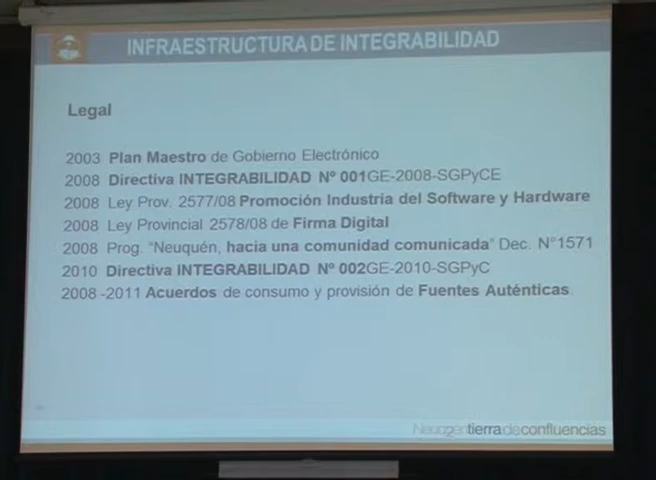 INFRAESTRUCTURA DE INTEGRABILIDAD
Legal
2003 Plan Maestro de Gobierno Electrónico
2008 Directiva INTEGRABILIDAD Nº 001GE-2008-SGPyCE
2008 Ley Prov. 2577/08 Promoción Industria del Software y Hardware
2008 Ley Provincial 2578/08 de Firma Digital
2008 Prog. "Neuquén, hacia una comunidad comunicada" Dec. N°1571
2010 Directiva INTEGRABILIDAD Nº 002GE-2010-SGPyC
2008 -2011 Acuerdos de consumo y provisión de Fuentes Auténticas.
tierradeconfluencias